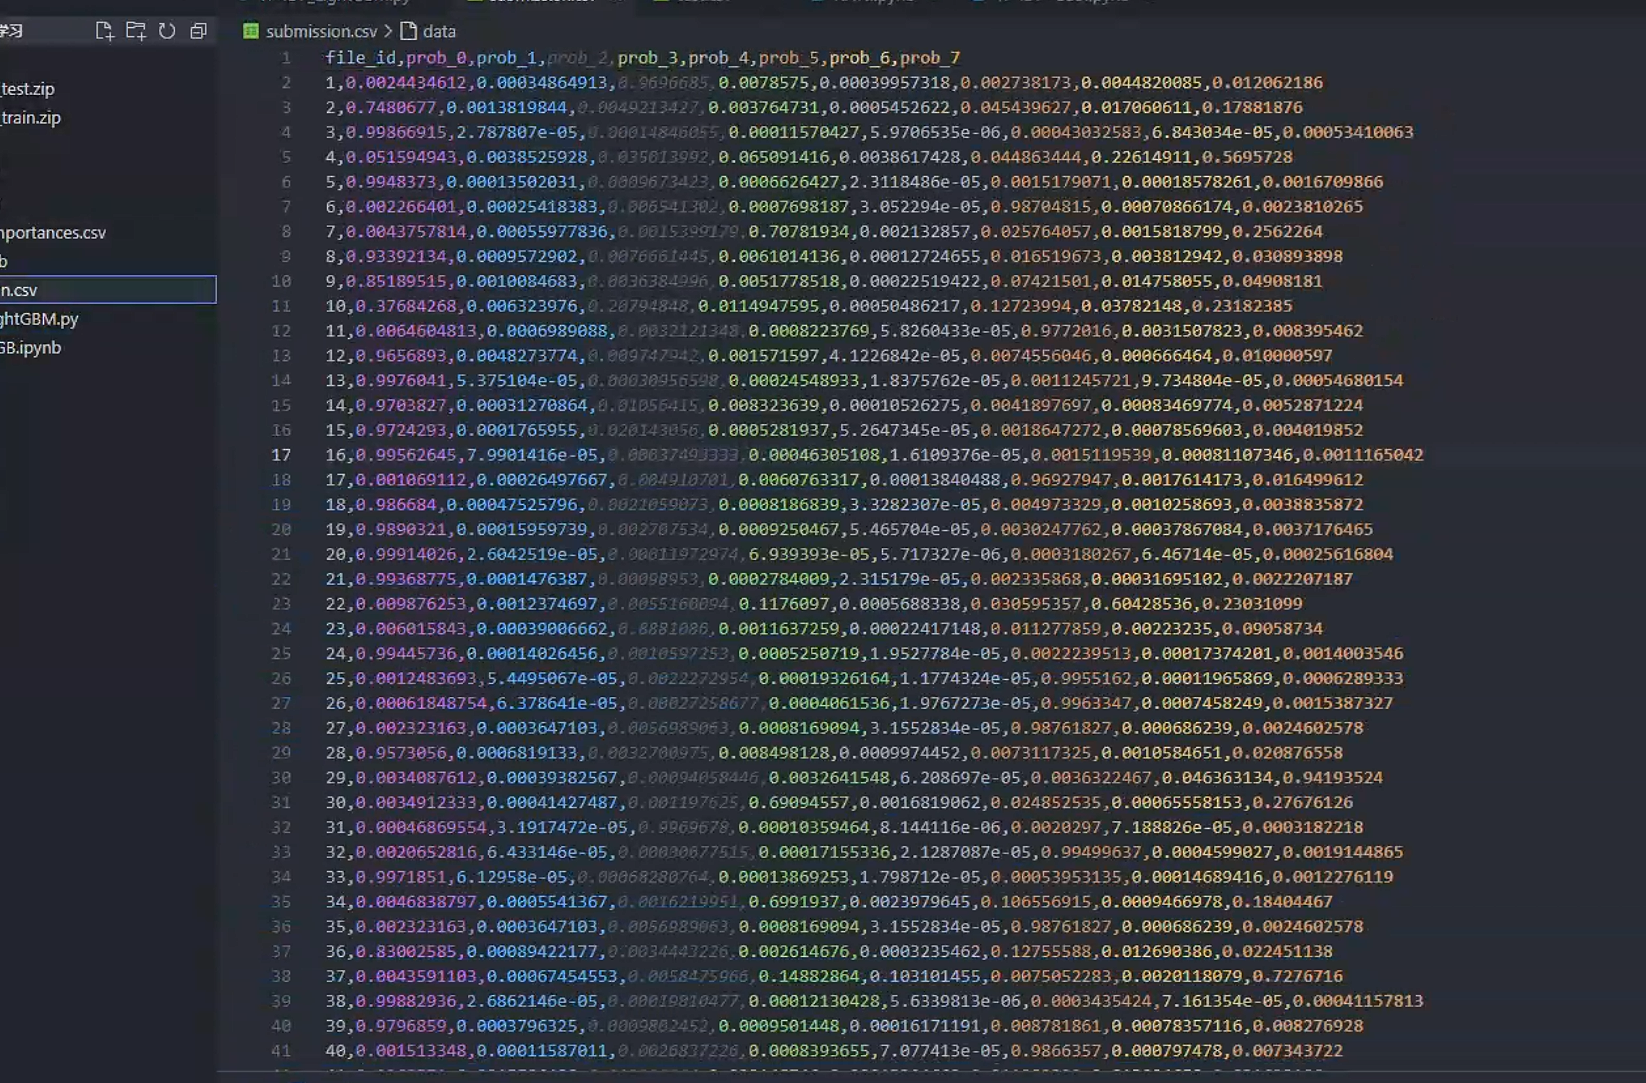 学习
_test.zip
_train.zip
nportances.csv
b
n.csv
ghtGBM.py
GB.ipynb
submission.csv > data
1 file_id,prob_0,prob_1,prob_2,prob_3,prob_4,prob_5,prob_6,prob_7
2 1,0.0024434612,0.00034864913,0.9696685,0.0078575,0.00039957318,0.002738173,0.0044820085,0.012062186
3 2,0.7480677,0.0013819844,0.0049213427,0.003764731,0.0005452622,0.045439627,0.017060611,0.17881876
4 3,0.99866915,2.787807e-05,0.00014846055,0.00011570427,5.9706535e-06,0.00043032583,6.843034e-05,0.00053410063
5 4,0.051594943,0.0038525928,0.035013992,0.065091416,0.0038617428,0.044863444,0.22614911,0.5695728
6 5,0.9948373,0.00013502031,0.0009673423,0.0006626427,2.3118486e-05,0.0015179071,0.00018578261,0.0016709866
7 6,0.002266401,0.00025418383,0.006541302,0.0007698187,3.052294e-05,0.98704815,0.00070866174,0.0023810265
8 7,0.0043757814,0.00055977836,0.0015399179,0.70781934,0.002132857,0.025764057,0.0015818799,0.2562264
9 8,0.93392134,0.0009572902,0.0076661445,0.0061014136,0.00012724655,0.016519673,0.003812942,0.030893898
10 9,0.85189515,0.0010084683,0.0036384996,0.0051778518,0.00022519422,0.07421501,0.014758055,0.04908181
11 10,0.37684268,0.006323976,0.20794848,0.0114947595,0.00050486217,0.12723994,0.03782148,0.23182385
12 11,0.0064604813,0.0006989088,0.0032121348,0.0008223769,5.8260433e-05,0.9772016,0.0031507823,0.008395462
13 12,0.9656893,0.0048273774,0.009747942,0.001571597,4.1226842e-05,0.0074556046,0.000666464,0.010000597
14 13,0.9976041,5.375104e-05,0.00030956598,0.00024548933,1.8375762e-05,0.0011245721,9.734804e-05,0.00054680154
15 14,0.9703827,0.00031270864,0.01056415,0.008323639,0.00010526275,0.0041897697,0.00083469774,0.0052871224
16 15,0.9724293,0.0001765955,0.020143056,0.0005281937,5.2647345e-05,0.0018647272,0.00078569603,0.004019852
17 16,0.99562645,7.9901416e-05,0.00037493333,0.00046305108,1.6109376e-05,0.0015119539,0.00081107346,0.0011165042
18 17,0.001069112,0.00026497667,0.004910701,0.0060763317,0.00013840488,0.96927947,0.0017614173,0.016499612
19 18,0.986684,0.00047525796,0.0021059073,0.0008186839,3.3282307e-05,0.004973329,0.0010258693,0.0038835872
20 19,0.9890321,0.00015959739,0.002707534,0.0009250467,5.465704e-05,0.0030247762,0.00037867084,0.0037176465
21 20,0.99914026,2.6042519e-05,0.00011972974,6.939393e-05,5.717327e-06,0.0003180267,6.46714e-05,0.00025616804
22 21,0.99368775,0.0001476387,0.00098953,0.0002784009,2.315179e-05,0.002335868,0.00031695102,0.0022207187
23 22,0.009876253,0.0012374697,0.0055160094,0.1176097,0.0005688338,0.030595357,0.60428536,0.23031099
24 23,0.006015843,0.00039006662,0.8881086,0.0011637259,0.00022417148,0.011277859,0.00223235,0.09058734
25 24,0.99445736,0.00014026456,0.0010597253,0.0005250719,1.9527784e-05,0.0022239513,0.00017374201,0.0014003546
26 25,0.0012483693,5.4495067e-05,0.0022272954,0.00019326164,1.1774324e-05,0.9955162,0.00011965869,0.0006289333
27 26,0.00061848754,6.378641e-05,0.00027258677,0.0004061536,1.9767273e-05,0.9963347,0.0007458249,0.0015387327
28 27,0.002323163,0.0003647103,0.0056989063,0.0008169094,3.1552834e-05,0.98761827,0.000686239,0.0024602578
29 28,0.9573056,0.0006819133,0.0032700975,0.008498128,0.0009974452,0.0073117325,0.0010584651,0.020876558
30 29,0.0034087612,0.00039382567,0.00094058446,0.0032641548,6.208697e-05,0.0036322467,0.046363134,0.94193524
31 30,0.0034912333,0.00041427487,0.001197625,0.69094557,0.0016819062,0.024852535,0.00065558153,0.27676126
32 31,0.00046869554,3.1917472e-05,0.9969678,0.00010359464,8.144116e-06,0.0020297,7.188826e-05,0.0003182218
33 32,0.0020652816,6.433146e-05,0.00030677515,0.00017155336,2.1287087e-05,0.99499637,0.0004599027,0.0019144865
34 33,0.9971851,6.12958e-05,0.00068280764,0.00013869253,1.798712e-05,0.00053953135,0.00014689416,0.0012276119
35 34,0.0046838797,0.0005541367,0.0016219951,0.6991937,0.0023979645,0.106556915,0.0009466978,0.18404467
36 35,0.002323163,0.0003647103,0.0056989063,0.0008169094,3.1552834e-05,0.98761827,0.000686239,0.0024602578
37 36,0.83002585,0.00089422177,0.0034443226,0.002614676,0.0003235462,0.12755588,0.012690386,0.022451138
38 37,0.0043591103,0.00067454553,0.0058475966,0.14882864,0.103101455,0.0075052283,0.0020118079,0.7276716
39 38,0.99882936,2.6862146e-05,0.00019810477,0.00012130428,5.6339813e-06,0.0003435424,7.161354e-05,0.00041157813
40 39,0.9796859,0.0003796325,0.0009802452,0.0009501448,0.00016171191,0.008781861,0.00078357116,0.008276928
41 40,0.001513348,0.00011587011,0.0026837226,0.0008393655,7.077413e-05,0.9866357,0.000797478,0.007343722